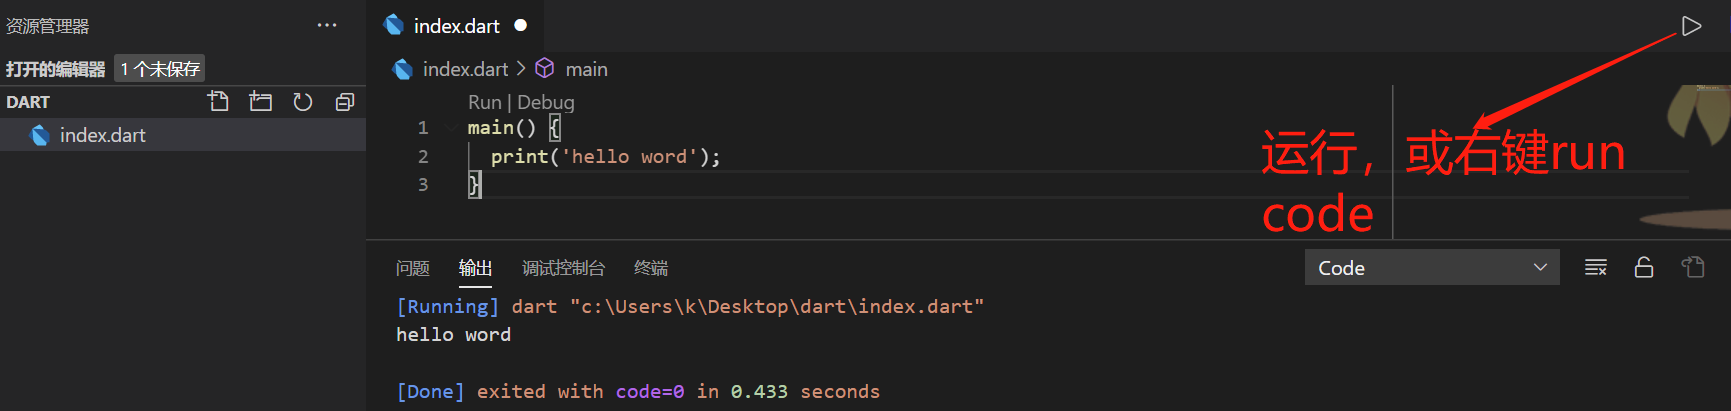 资源管理器 ···
打开的编辑器 1 个未保存
DART
index.dart
index.dart
index.dart > main
Run | Debug
1 main() {
2 print('hello word');
3 }
运行，或右键run
code
问题 输出 调试控制台 终端 Code
[Running] dart "c:\Users\k\Desktop\dart\index.dart"
hello word
[Done] exited with code=0 in 0.433 seconds